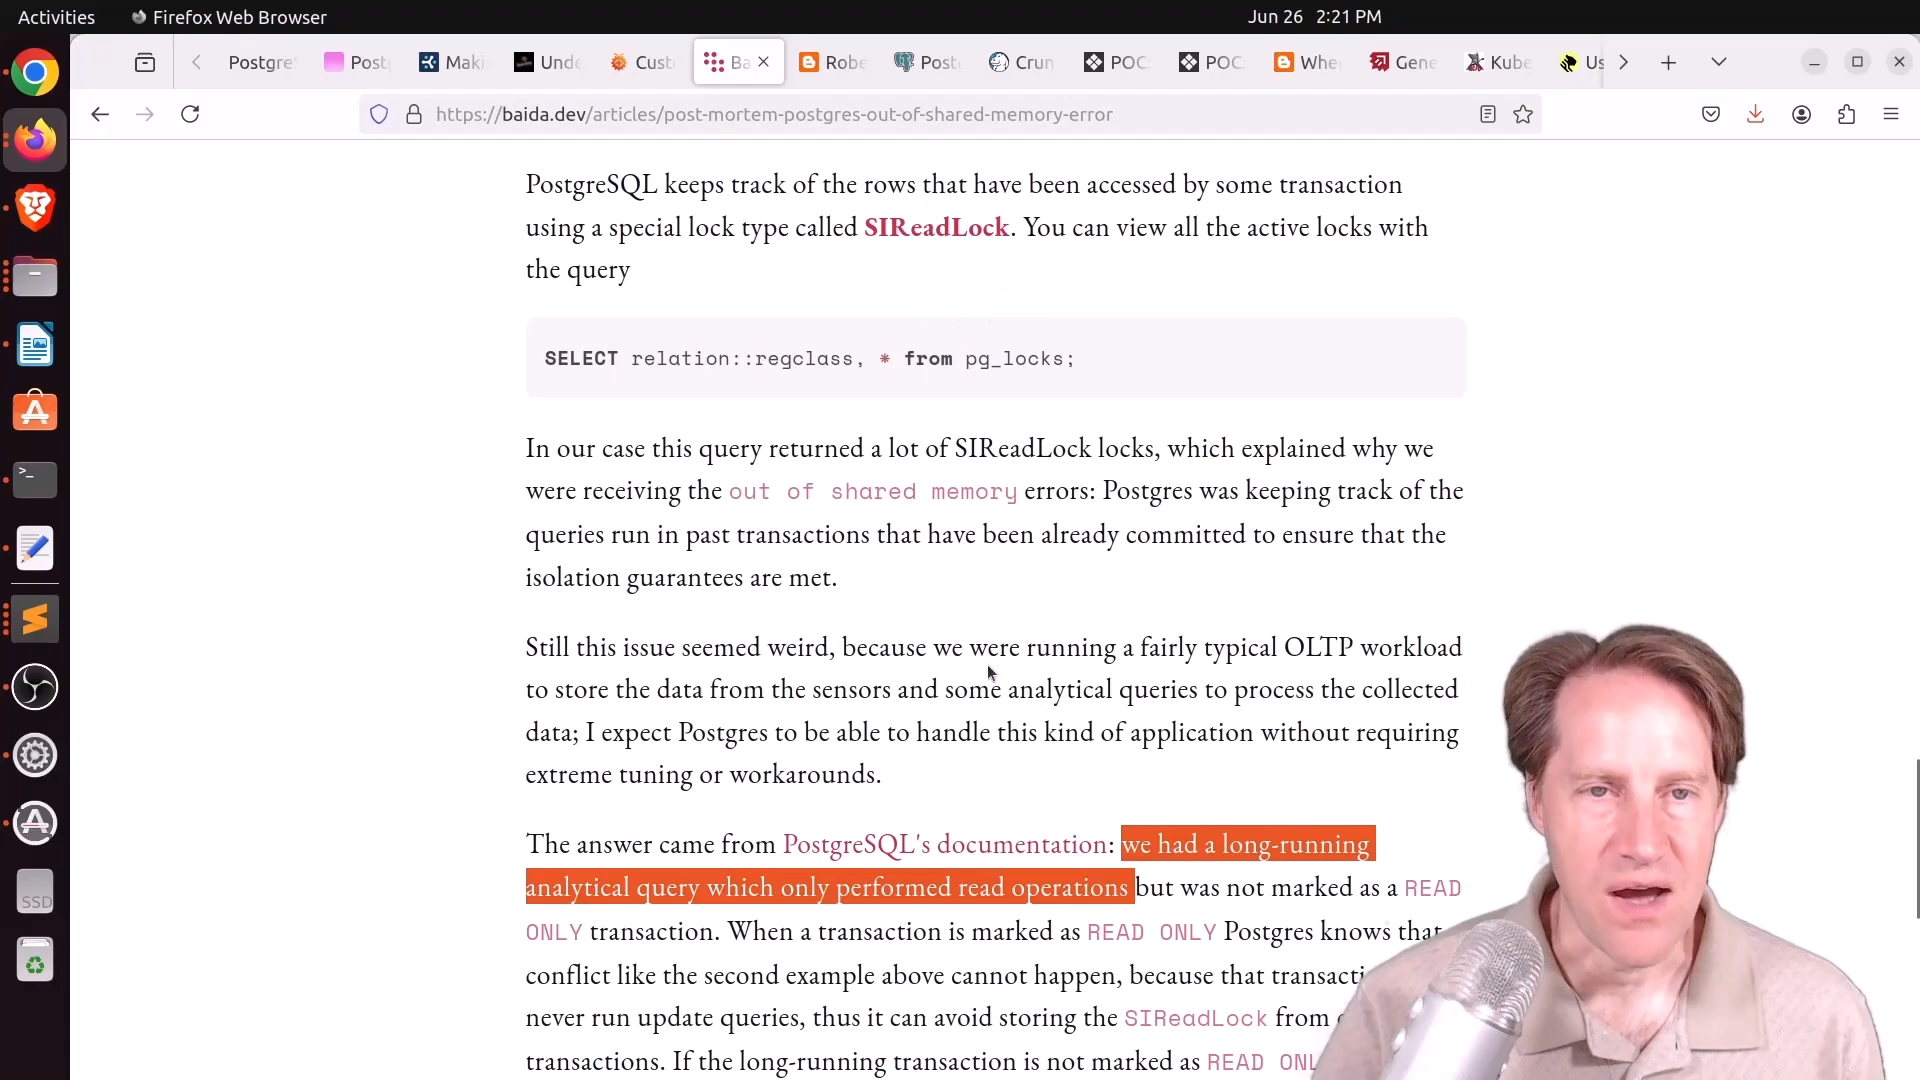 Activities
Firefox Web Browser
Jun 26 2:21 PM
Postgre
Post
Maki
Unde
Cust
Ba
Robe
Post
Crun
POC
POC
Whe
Gene
Kube
Us
https://baida.dev/articles/post-mortem-postgres-out-of-shared-memory-error
PostgreSQL keeps track of the rows that have been accessed by some transaction
using a special lock type called SIReadLock. You can view all the active locks with
the query
SELECT relation::regclass, * from pg_locks;
In our case this query returned a lot of SIReadLock locks, which explained why we
were receiving the out of shared memory errors: Postgres was keeping track of the
queries run in past transactions that have been already committed to ensure that the
isolation guarantees are met.
Still this issue seemed weird, because we were running a fairly typical OLTP workload
to store the data from the sensors and some analytical queries to process the collected
data; I expect Postgres to be able to handle this kind of application without requiring
extreme tuning or workarounds.
The answer came from PostgreSQL's documentation: we had a long-running
analytical query which only performed read operations but was not marked as a READ
ONLY transaction. When a transaction is marked as READ ONLY Postgres knows that
conflict like the second example above cannot happen, because that transacti
never run update queries, thus it can avoid storing the SIReadLock from
transactions. If the long-running transaction is not marked as READ ONL
SSD